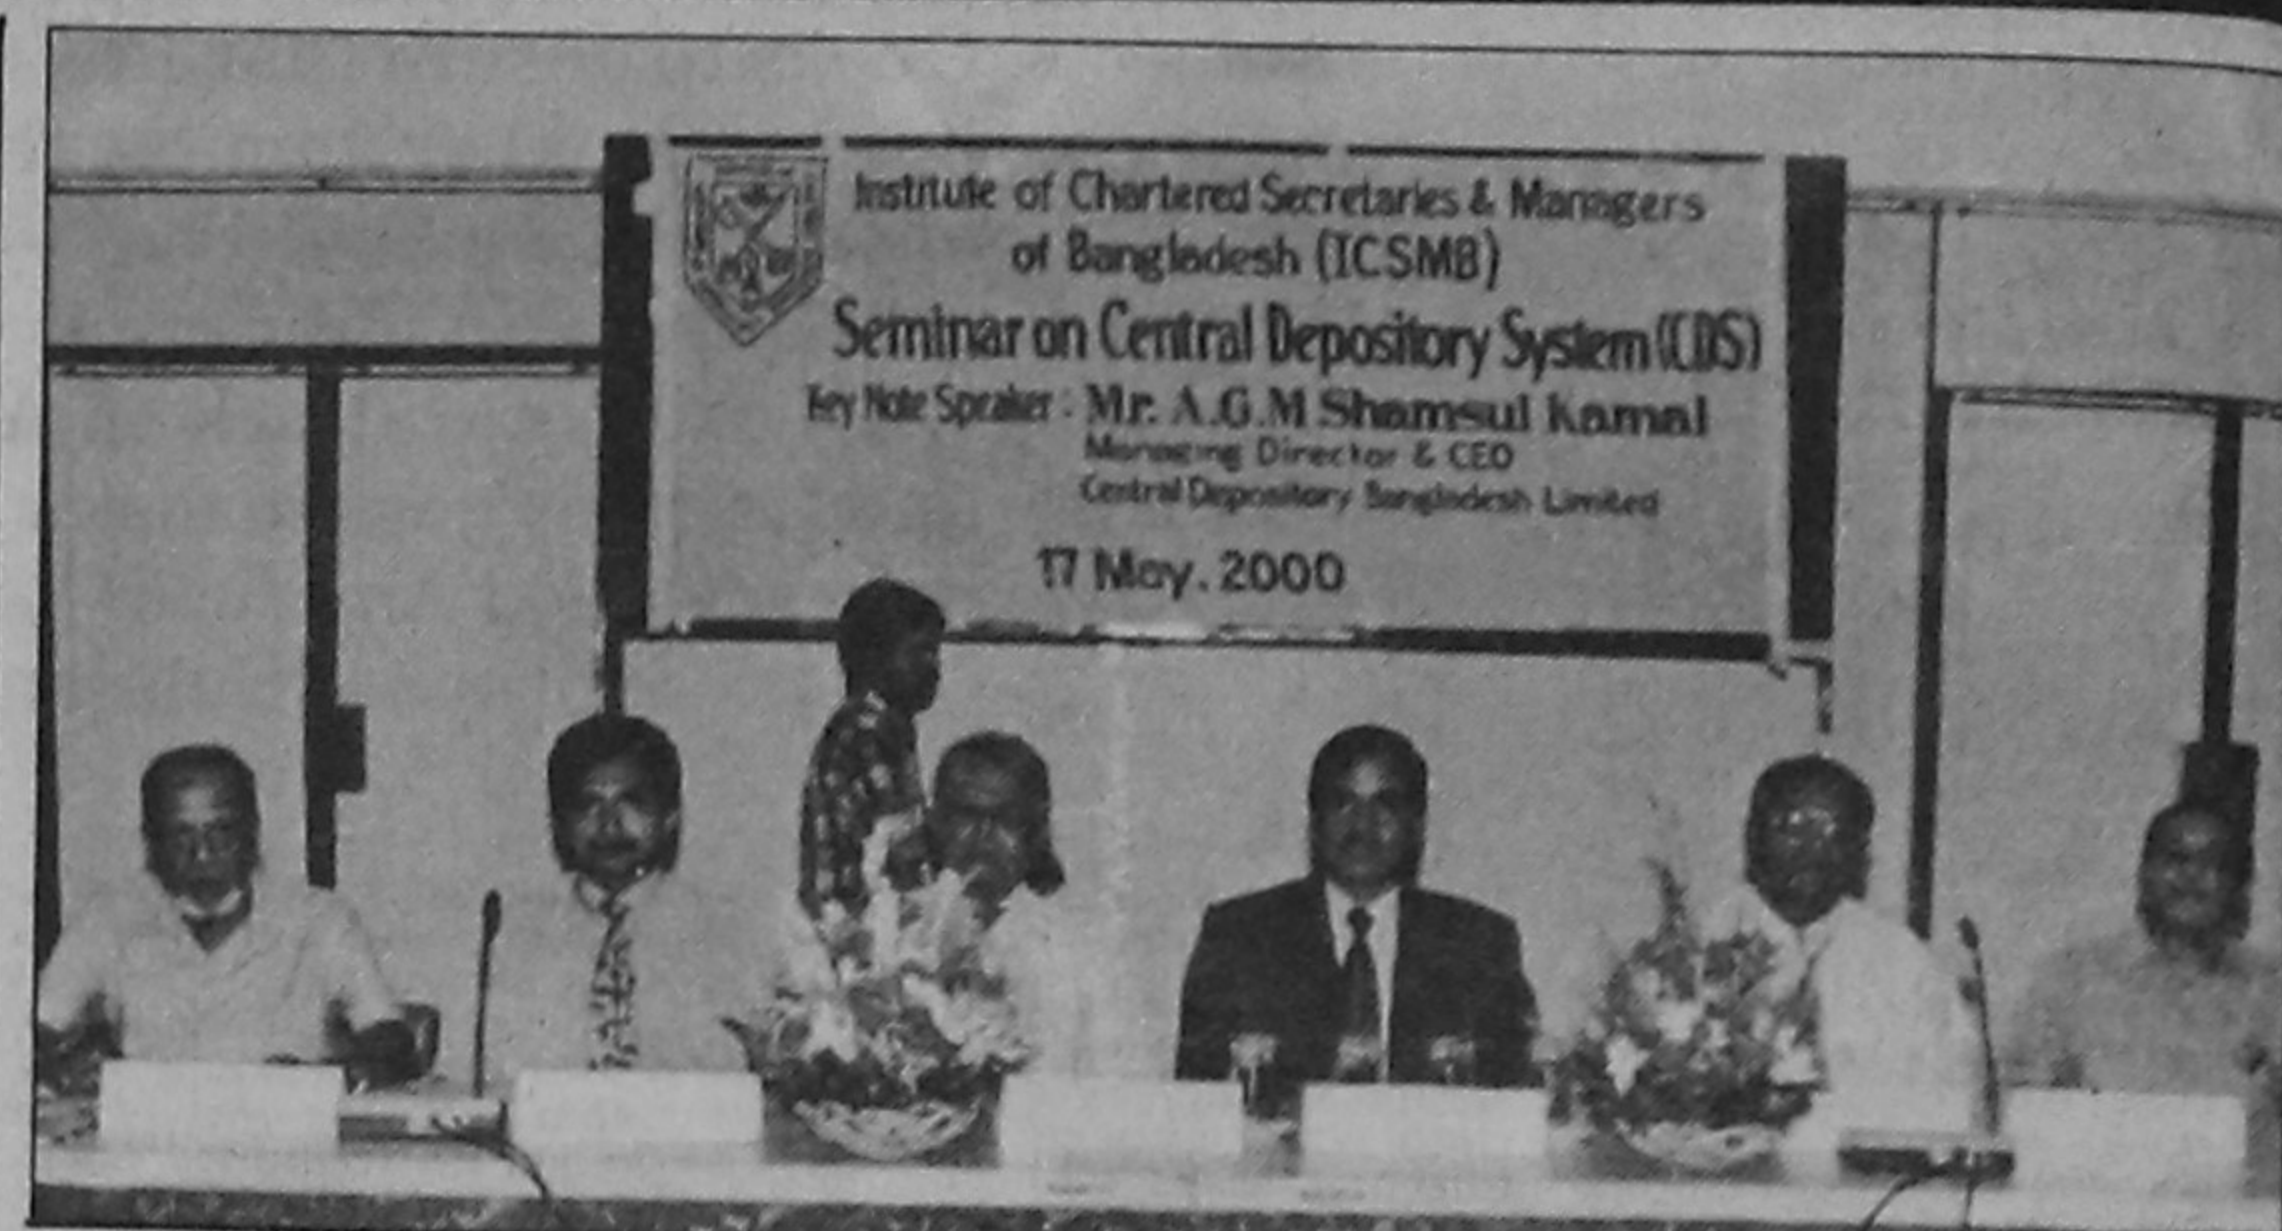 Institute of Chartered Secretaries & Managers
of Bangladesh (ICSMB)
Seminar on Central Depository System (CDS)
Key Note Speaker : Mr. A.G.M Shamsul Kamal
Managing Director & CEO
Central Depository Bangladesh Limited
17 May. 2000